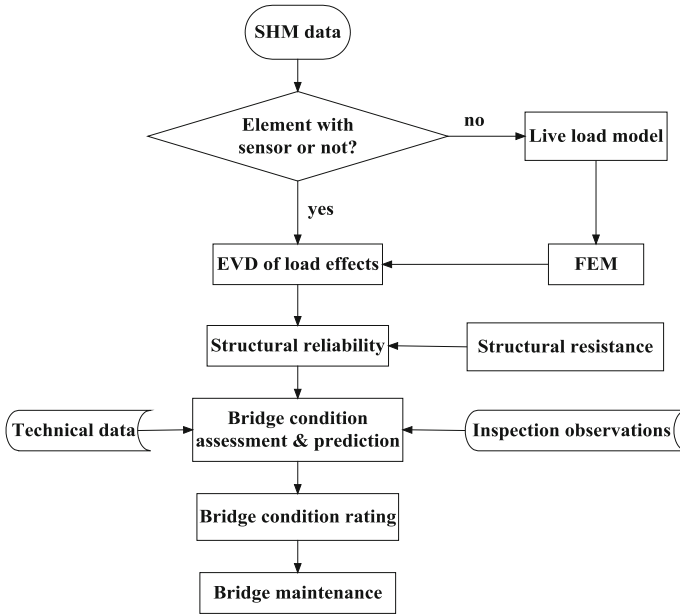 SHM data
Element with
sensor or not?
no
Live load model
yes
EVD of load effects
FEM
Structural reliability
Structural resistance
Technical data
Bridge condition
assessment & prediction
Inspection observations
Bridge condition rating
Bridge maintenance